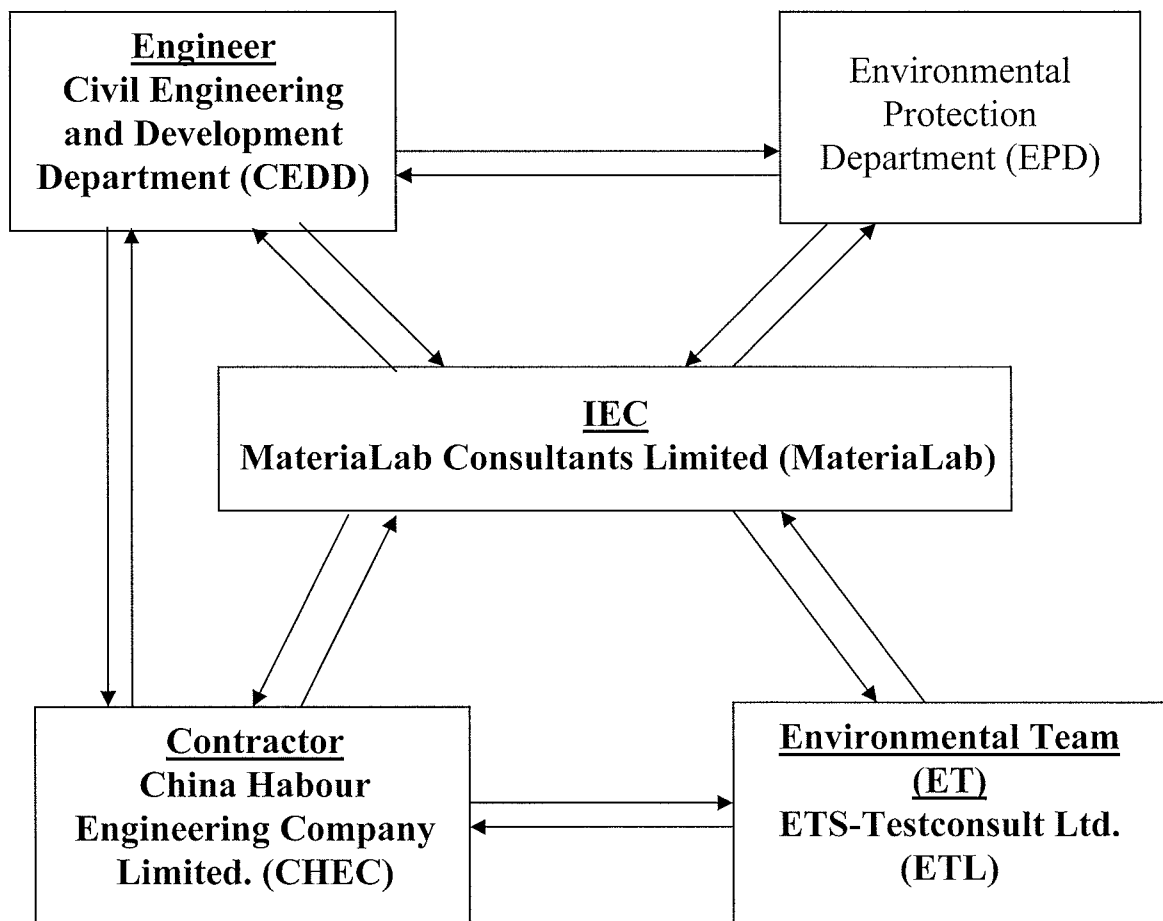 Engineer
Civil Engineering
and Development
Department (CEDD)
Environmental
Protection
Department (EPD)
IEC
MateriaLab Consultants Limited (MateriaLab)
Contractor
China Habour
Engineering Company
Limited. (CHEC)
Environmental Team
(ET)
ETS-Testconsult Ltd.
(ETL)